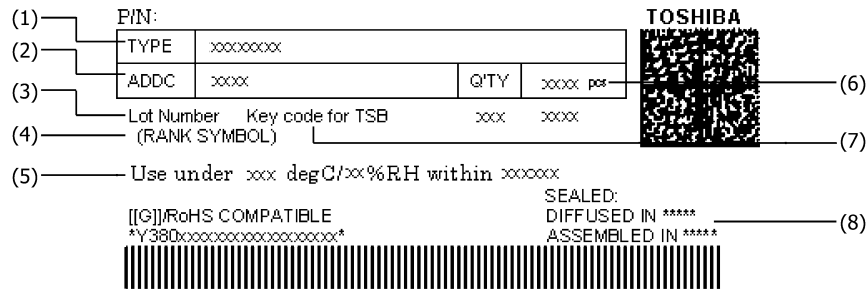 (1) P/N: TOSHIBA
TYPE xxxxxxxx
(2)
ADDC xxxx Q'TY xxxx pcs (6)
(3) Lot Number Key code for TSB xxx xxxx
(4) (RANK SYMBOL) (7)
(5) Use under xxx degC/xx%RH within xxxxxx
SEALED:
[[G]]/RoHS COMPATIBLE DIFFUSED IN ***** (8)
*Y380xxxxxxxxxxxxxxxxxx* ASSEMBLED IN *****